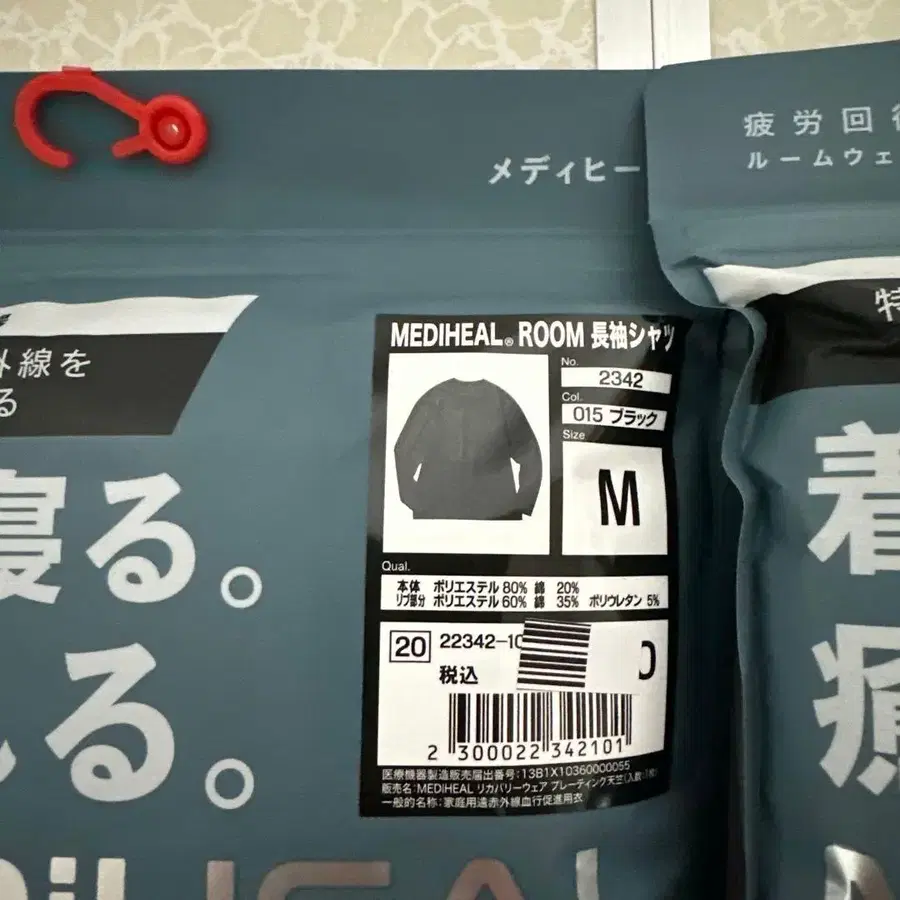 メディヒー
疲労回復
ルームウェ
外線を
る
特
MEDIHEAL® ROOM 長袖シャツ
No.
2342
Col.
015 ブラック
Size
M
寝る。
る。
着
Qual.
本体 ポリエステル 80% 綿 20%
リブ部分 ポリエステル 60% 綿 35% ポリウレタン 5%
20 22342-10
税込
2 300022 342101
医療機器製造販売届出番号:13B1X10360000055
販売名:MEDIHEAL リカバリーウェア プレーティング天竺(入数:1枚)
一般的名称:家庭用遠赤外線血行促進用衣